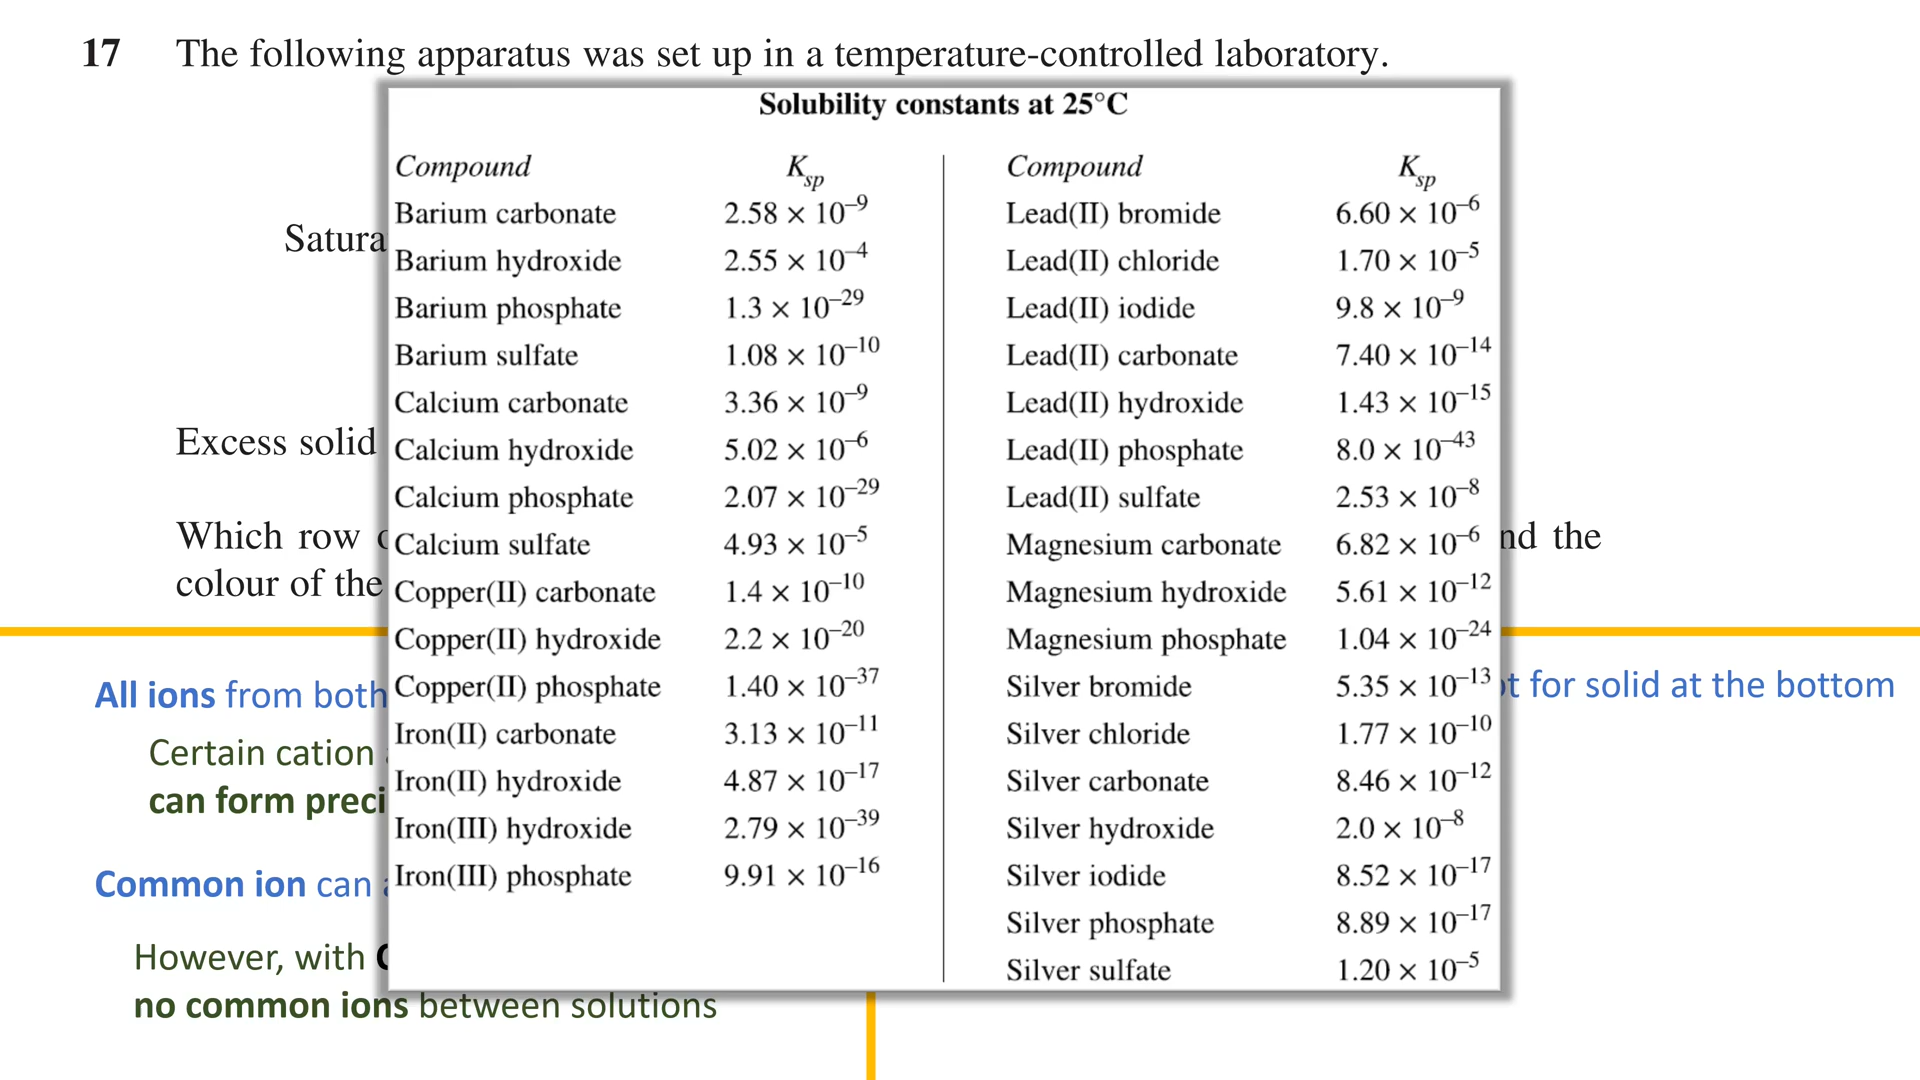 17 The following apparatus was set up in a temperature-controlled laboratory.
Solubility constants at 25°C
Compound Ksp Compound Ksp
Barium carbonate 2.58 × 10–9 Lead(II) bromide 6.60 × 10–6
Satura
Barium hydroxide 2.55 × 10–4 Lead(II) chloride 1.70 × 10–5
Barium phosphate 1.3 × 10–29 Lead(II) iodide 9.8 × 10–9
Barium sulfate 1.08 × 10–10 Lead(II) carbonate 7.40 × 10–14
Calcium carbonate 3.36 × 10–9 Lead(II) hydroxide 1.43 × 10–15
Excess solid
Calcium hydroxide 5.02 × 10–6 Lead(II) phosphate 8.0 × 10–43
Calcium phosphate 2.07 × 10–29 Lead(II) sulfate 2.53 × 10–8
Which row nd the
Calcium sulfate 4.93 × 10–5 Magnesium carbonate 6.82 × 10–6
colour of the
Copper(II) carbonate 1.4 × 10–10 Magnesium hydroxide 5.61 × 10–12
Copper(II) hydroxide 2.2 × 10–20 Magnesium phosphate 1.04 × 10–24
All ions from both t for solid at the bottom
Copper(II) phosphate 1.40 × 10–37 Silver bromide 5.35 × 10–13
Iron(II) carbonate 3.13 × 10–11 Silver chloride 1.77 × 10–10
Certain cation
Iron(II) hydroxide 4.87 × 10–17 Silver carbonate 8.46 × 10–12
can form preci
Iron(III) hydroxide 2.79 × 10–39 Silver hydroxide 2.0 × 10–8
Iron(III) phosphate 9.91 × 10–16 Silver iodide 8.52 × 10–17
Common ion can
Silver phosphate 8.89 × 10–17
However, with
Silver sulfate 1.20 × 10–5
no common ions between solutions